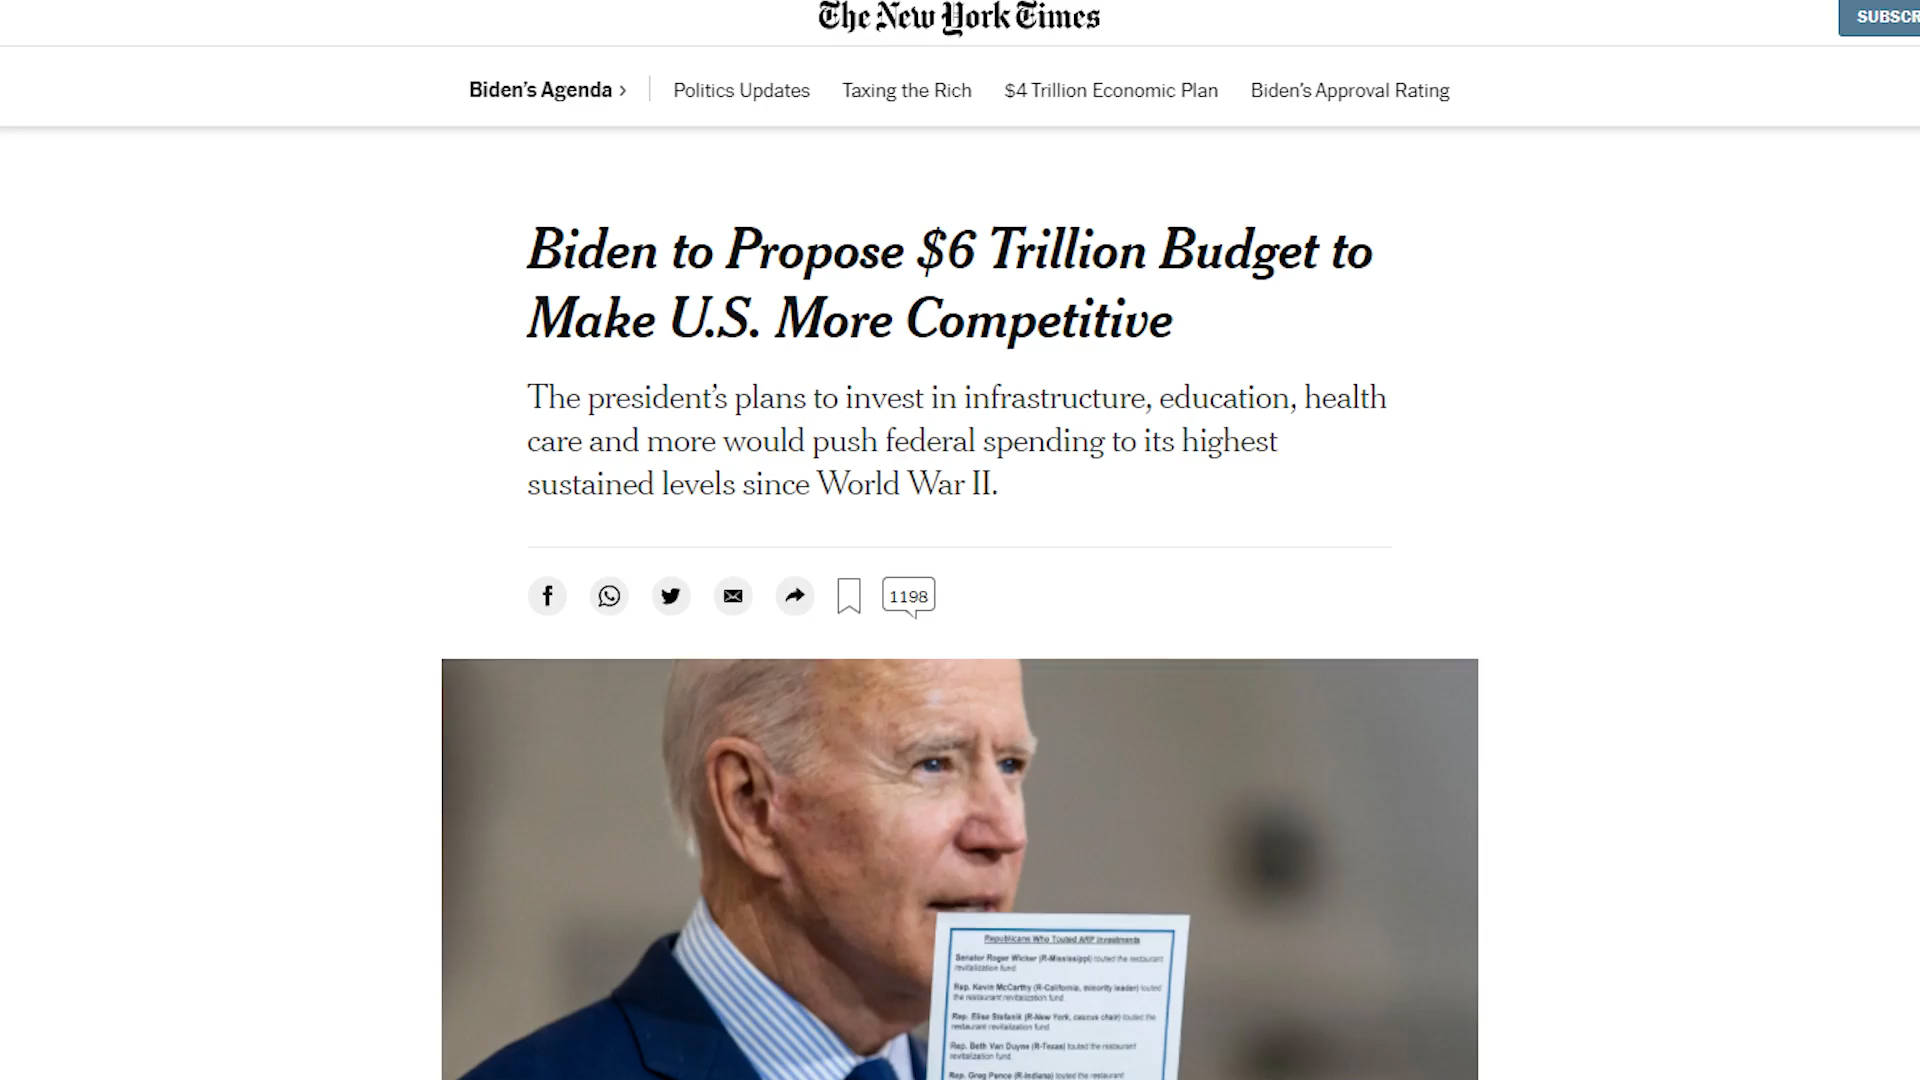 The New York Times
SUBSCR
Biden's Agenda ›
Politics Updates
Taxing the Rich
$4 Trillion Economic Plan
Biden's Approval Rating
Biden to Propose $6 Trillion Budget to
Make U.S. More Competitive
The president's plans to invest in infrastructure, education, health
care and more would push federal spending to its highest
sustained levels since World War II.
1198
Republicans Who Touted ARP Investments
Senator Roger Wicker (R-Mississippi) touted the restaurant
revitalization fund
Rep. Kevin McCarthy (R-California, minority leader) touted
the restaurant revitalization fund
Rep. Elise Stefanik (R-New York, caucus chair) touted the
restaurant revitalization fund
Rep. Beth Van Duyne (R-Texas) touted the restaurant
revitalization fund
Rep. Greg Pence (R-Indiana) touted the restaurant